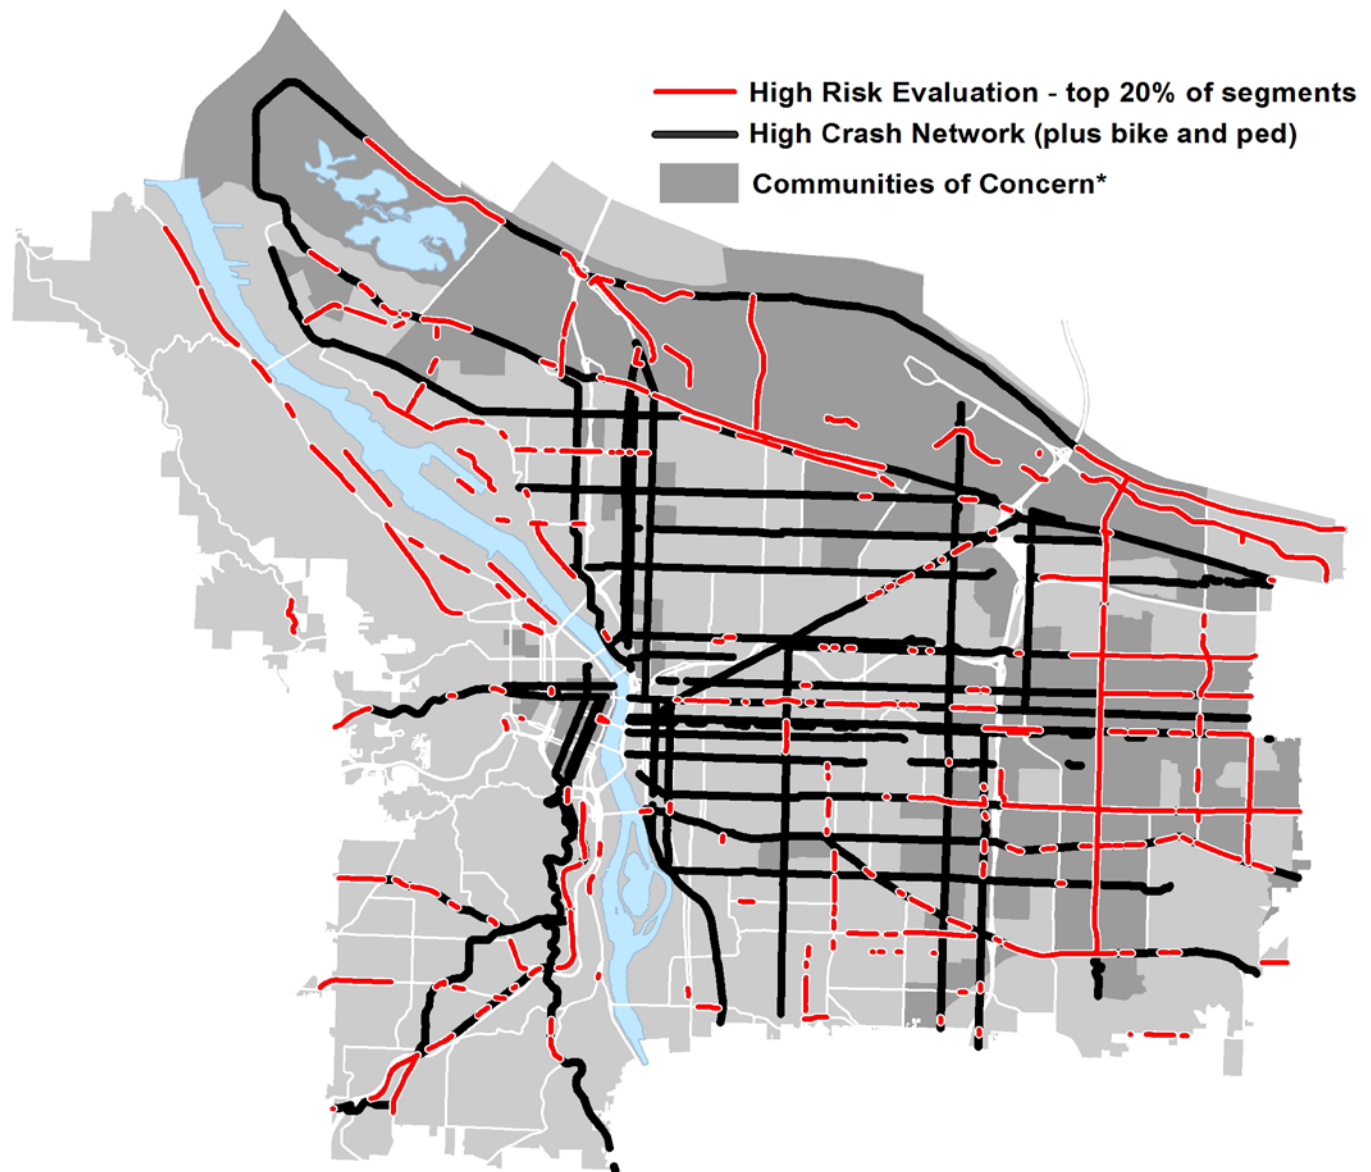 High Risk Evaluation - top 20% of segments
High Crash Network (plus bike and ped)
Communities of Concern*